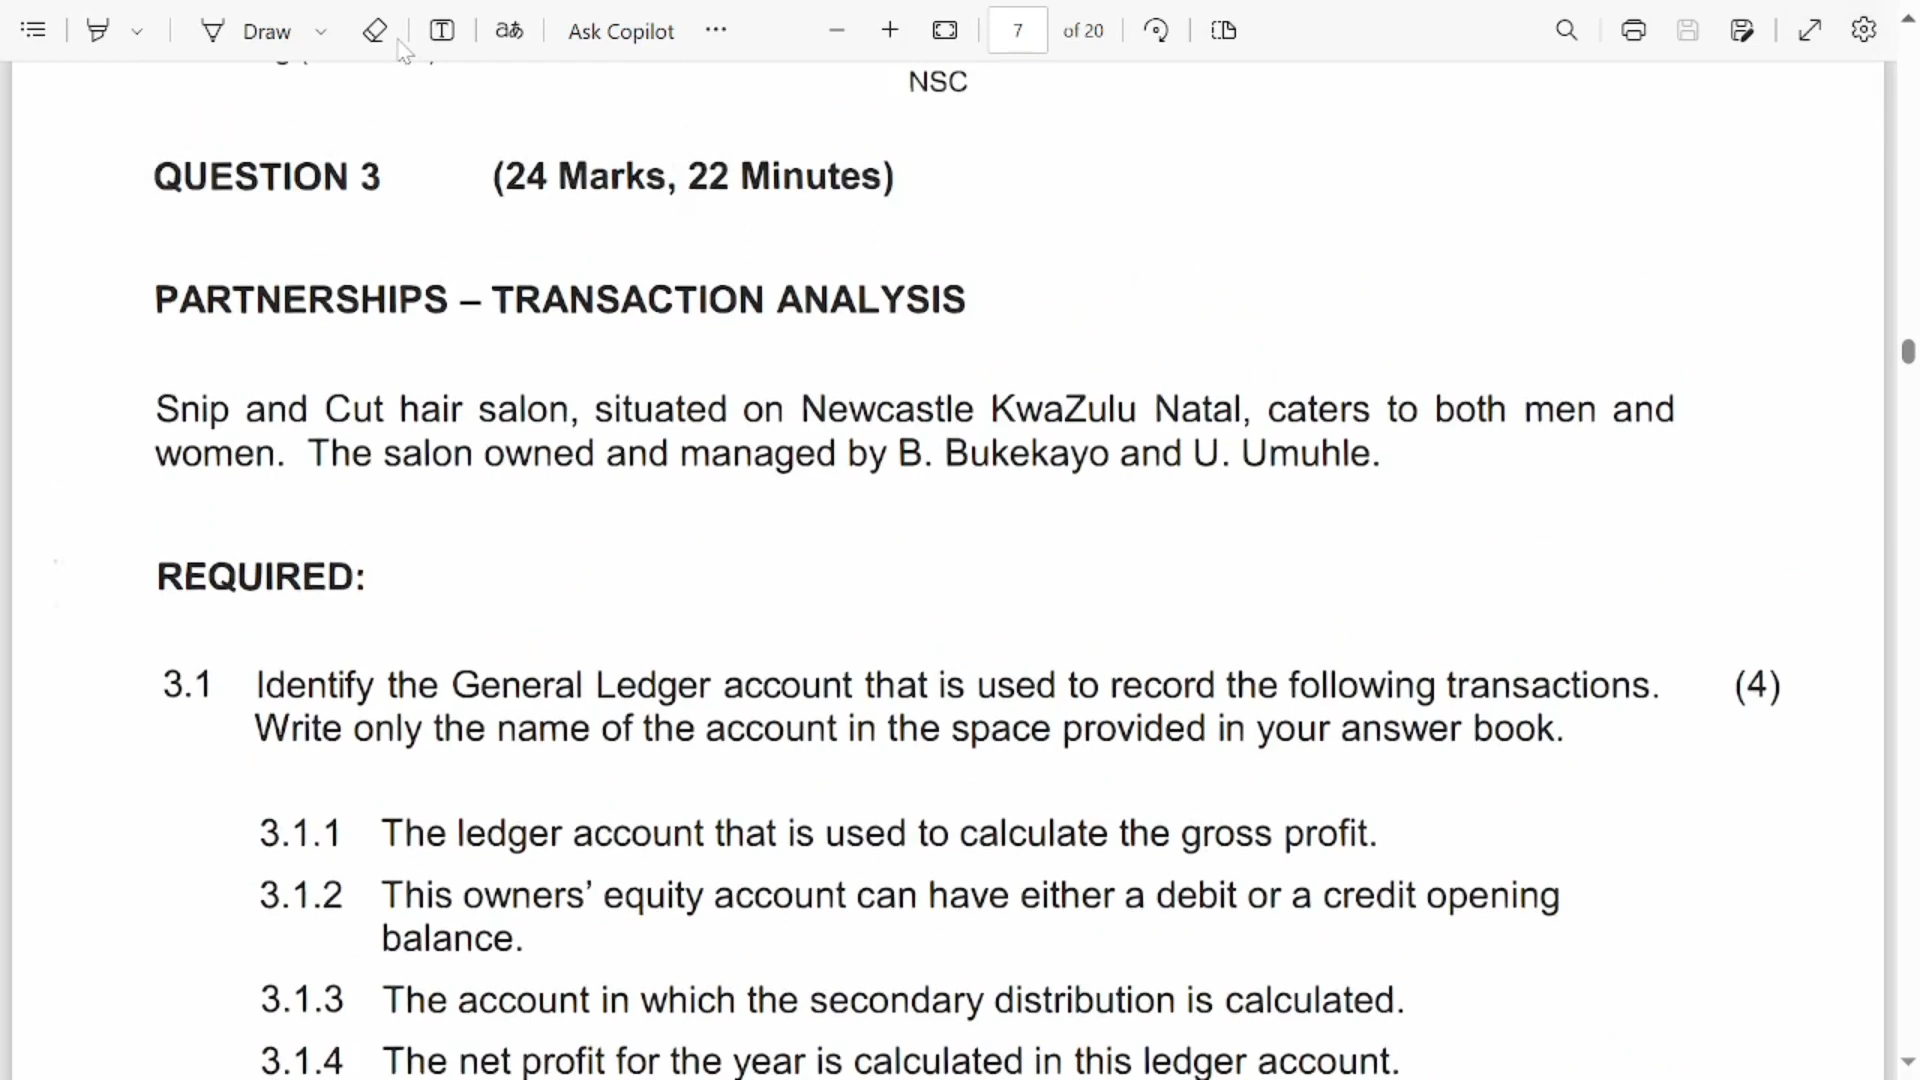 Draw
aあ
Ask Copilot
7
of 20
NSC
QUESTION 3 (24 Marks, 22 Minutes)
PARTNERSHIPS – TRANSACTION ANALYSIS
Snip and Cut hair salon, situated on Newcastle KwaZulu Natal, caters to both men and
women. The salon owned and managed by B. Bukekayo and U. Umuhle.
REQUIRED:
3.1 Identify the General Ledger account that is used to record the following transactions. (4)
Write only the name of the account in the space provided in your answer book.
3.1.1 The ledger account that is used to calculate the gross profit.
3.1.2 This owners’ equity account can have either a debit or a credit opening
balance.
3.1.3 The account in which the secondary distribution is calculated.
3.1.4 The net profit for the year is calculated in this ledger account.